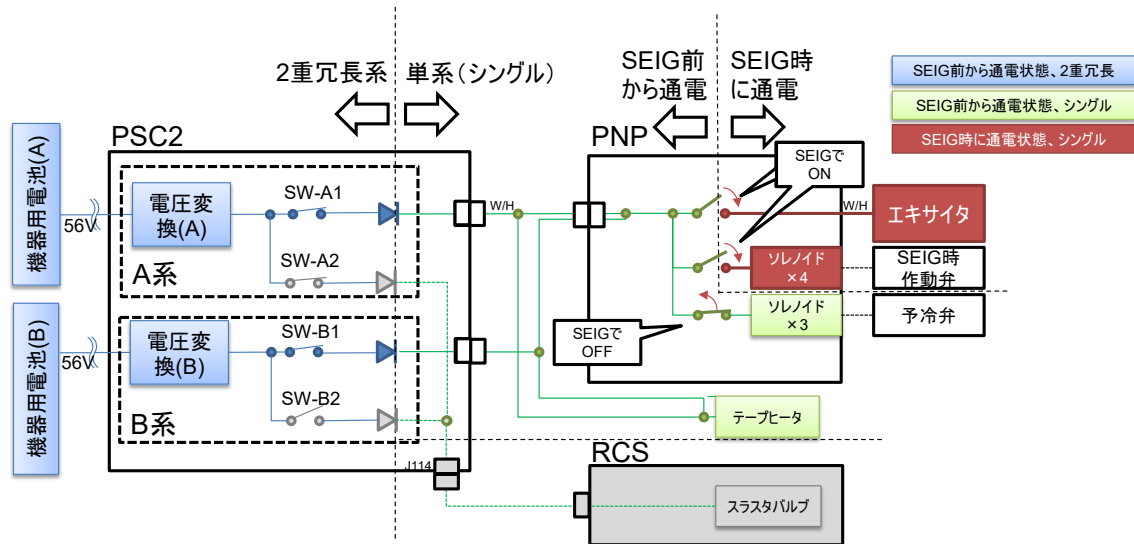 2重冗長系
単系(シングル)
SEIG前
から通電
SEIG時
に通電
SEIG前から通電状態、2重冗長
SEIG前から通電状態、シングル
SEIG時に通電状態、シングル
PSC2
PNP
機器用電池(A)
56V
電圧変
換(A)
SW-A1
SW-A2
A系
W/H
SEIGで
ON
W/H
エキサイタ
ソレノイド
×4
SEIG時
作動弁
ソレノイド
×3
予冷弁
SEIGで
OFF
機器用電池(B)
56V
電圧変
換(B)
SW-B1
SW-B2
B系
テープヒータ
J114
RCS
スラスタバルブ